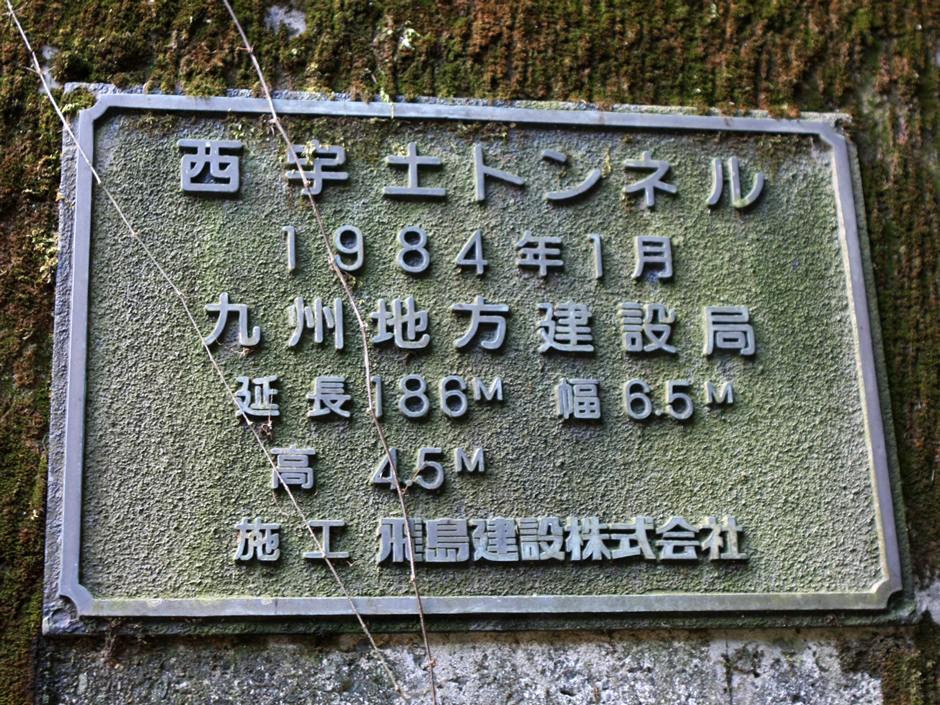 西宇土トンネル
1984年1月
九州地方建設局
延長186M 幅6.5M
高 4.5M
施工 飛島建設株式会社